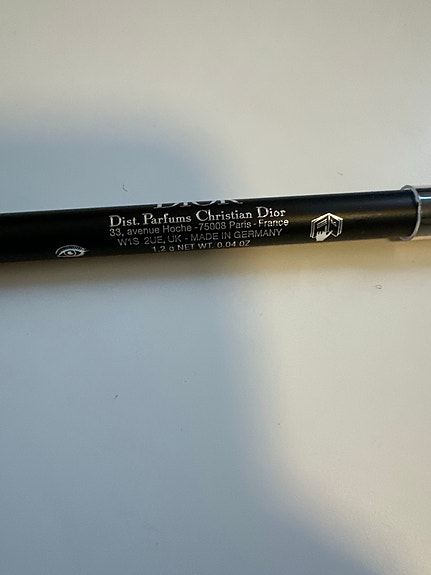 DIOR
Dist. Parfums Christian Dior
33, avenue Hoche -75008 Paris - France
W1S 2UE, UK - MADE IN GERMANY
1.2 g NET WT. 0.04 OZ